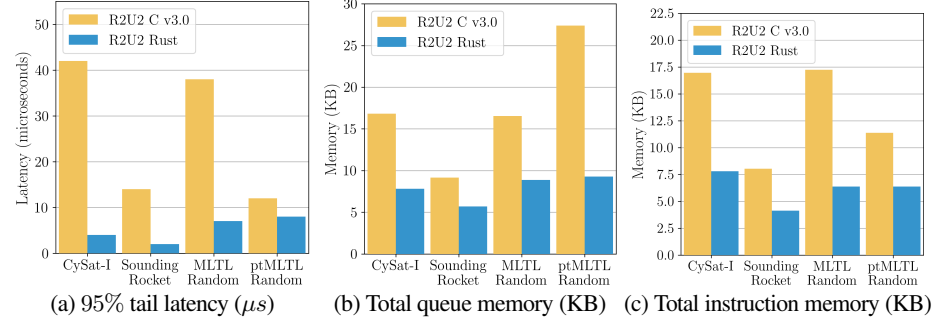 R2U2 C v3.0
R2U2 Rust
Latency (microseconds)
50
40
30
20
10
0
CySat-I
Sounding
Rocket
MLTL
Random
ptMLTL
Random
(a) 95% tail latency (μs)
R2U2 C v3.0
R2U2 Rust
Memory (KB)
30
25
20
15
10
5
0
CySat-I
Sounding
Rocket
MLTL
Random
ptMLTL
Random
(b) Total queue memory (KB)
R2U2 C v3.0
R2U2 Rust
Memory (KB)
22.5
20.0
17.5
15.0
12.5
10.0
7.5
5.0
2.5
0.0
CySat-I
Sounding
Rocket
MLTL
Random
ptMLTL
Random
(c) Total instruction memory (KB)